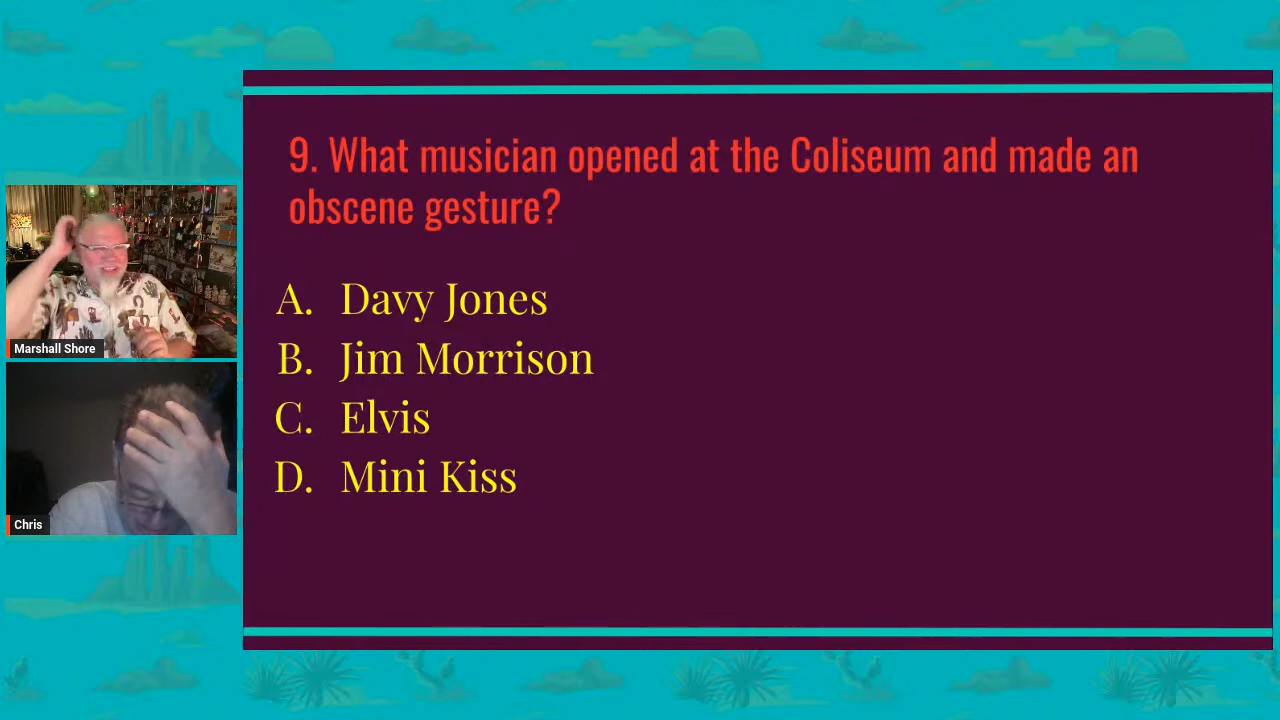 9. What musician opened at the Coliseum and made an
obscene gesture?
A. Davy Jones
B. Jim Morrison
C. Elvis
D. Mini Kiss
Marshall Shore
Chris